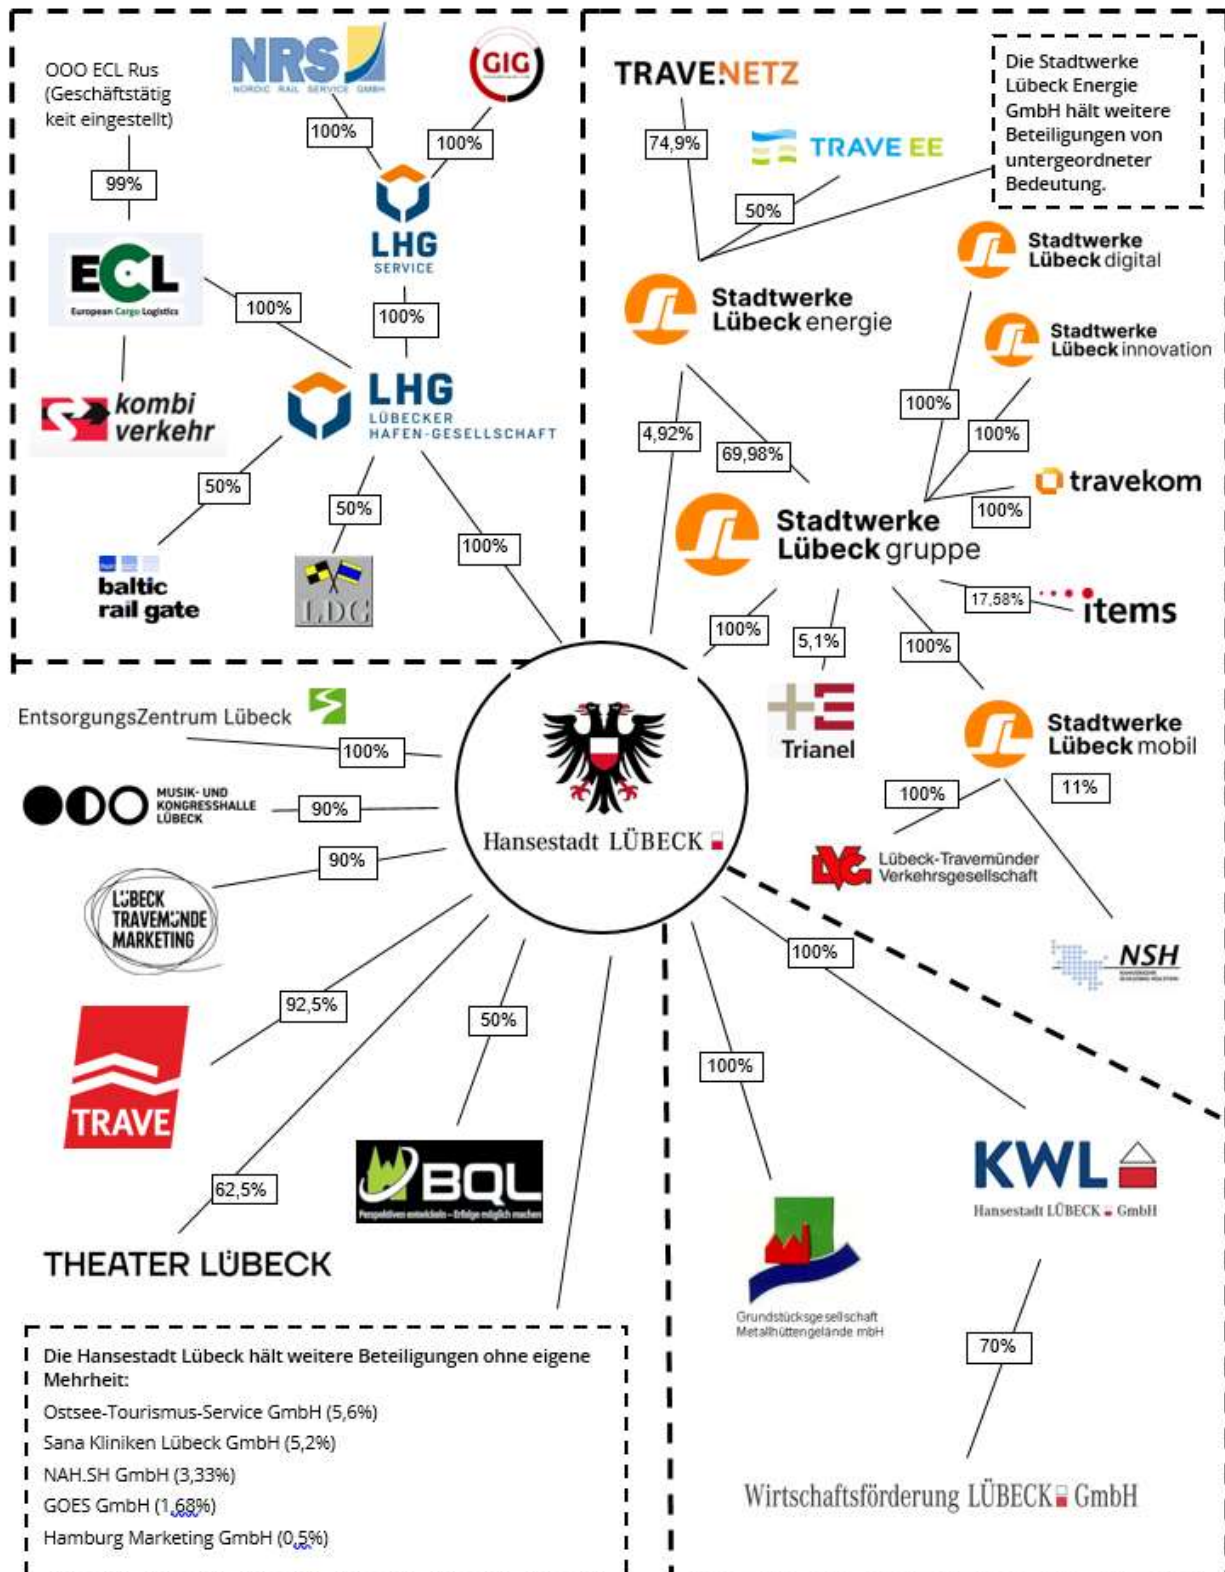 OOO ECL Rus
(Geschäftstätig
keit eingestellt)
99%
ECL
European Cargo Logistics
kombi
verkehr
NRS
NORDIC RAIL SERVICE GMBH
100%
GIG
100%
LHG
SERVICE
100%
100%
LHG
LÜBECKER
HAFEN-GESELLSCHAFT
50%
baltic
rail gate
50%
LDG
100%
TRAVE:NETZ
74,9%
TRAVE EE
50%
Die Stadtwerke
Lübeck Energie
GmbH hält weitere
Beteiligungen von
untergeordneter
Bedeutung.
Stadtwerke
Lübeck energie
Stadtwerke
Lübeck digital
Stadtwerke
Lübeck innovation
4,92%
69,98%
100%
100%
travekom
100%
Stadtwerke
Lübeck gruppe
17,58%
items
100%
5,1%
100%
Trianel
Stadtwerke
Lübeck mobil
100%
11%
LVG
Lübeck-Travemünder
Verkehrsgesellschaft
NSH
EntsorgungsZentrum Lübeck
100%
MUSIK- UND
KONGRESSHALLE
LÜBECK
90%
90%
LÜBECK
TRAVEMÜNDE
MARKETING
Hansestadt LÜBECK
92,5%
TRAVE
62,5%
THEATER LÜBECK
50%
BQL
Perspektiven entwickeln – Erfolge möglich machen
100%
100%
Grundstücksgesellschaft
Metallhüttengelände mbH
KWL
Hansestadt LÜBECK GmbH
70%
Wirtschaftsförderung LÜBECK GmbH
Die Hansestadt Lübeck hält weitere Beteiligungen ohne eigene
Mehrheit:
Ostsee-Tourismus-Service GmbH (5,6%)
Sana Kliniken Lübeck GmbH (5,2%)
NAH.SH GmbH (3,33%)
GOES GmbH (1,68%)
Hamburg Marketing GmbH (0,5%)